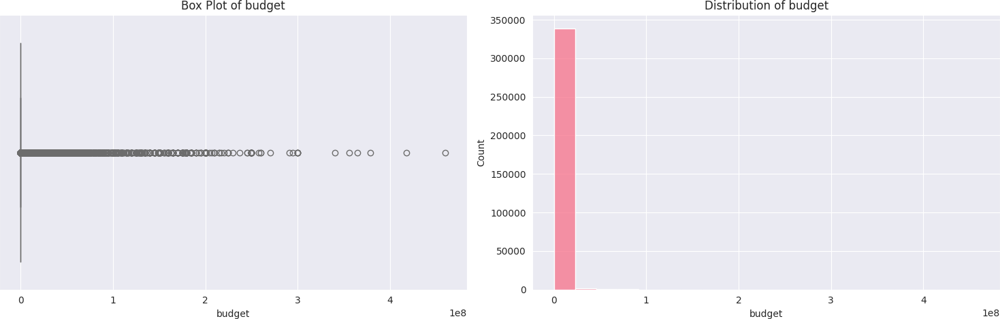 Box Plot of budget
0 1 2 3 4
1e8
budget
Distribution of budget
350000
300000
250000
200000
150000
100000
50000
0
Count
0 1 2 3 4
1e8
budget